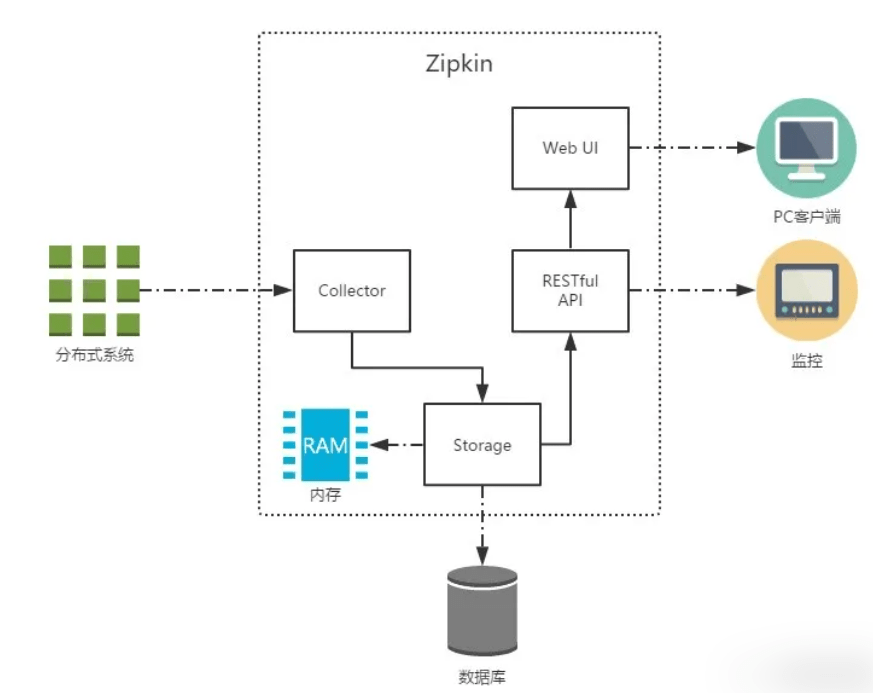 Zipkin
Web UI
PC客户端
Collector
RESTful
API
分布式系统
监控
RAM
Storage
内存
数据库